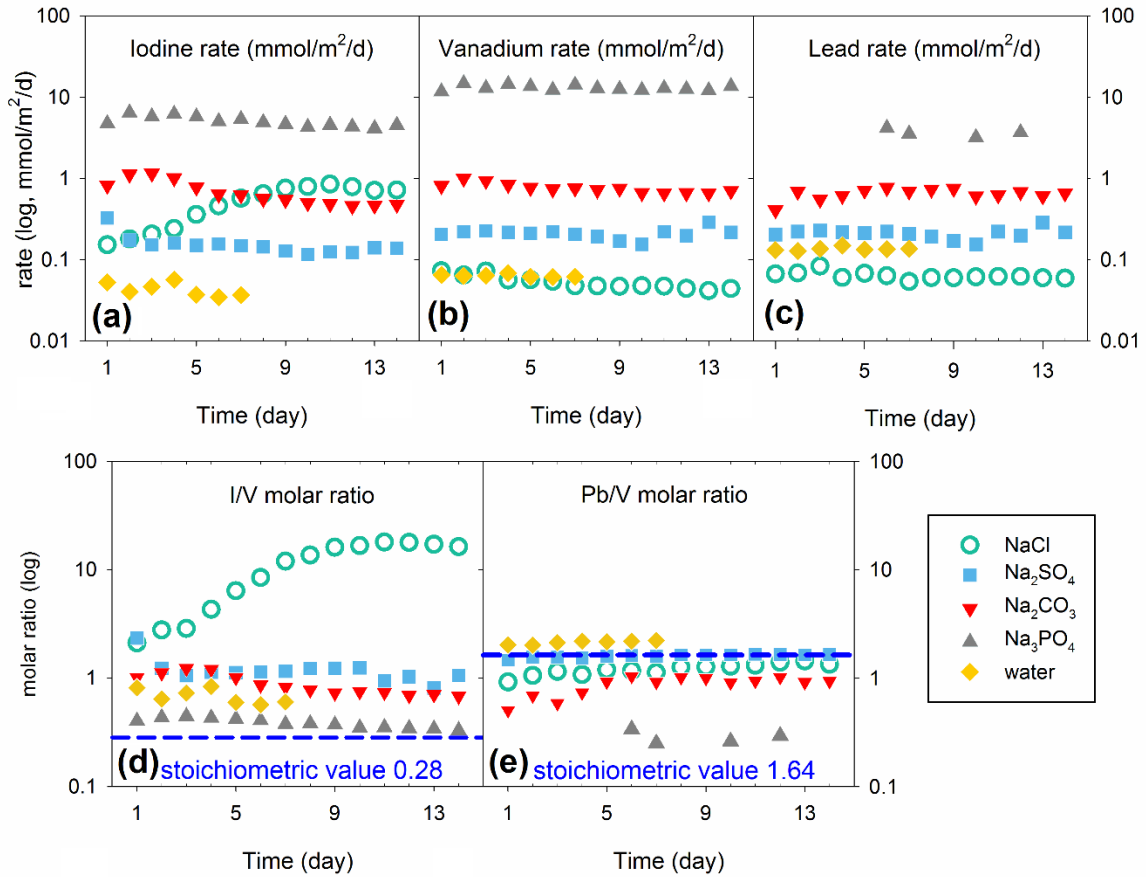 100
10
1
0.1
0.01
rate (log, mmol/m²/d)
Iodine rate (mmol/m²/d)
(a)
1
5
9
13
Time (day)
Vanadium rate (mmol/m²/d)
(b)
1
5
9
13
Time (day)
Lead rate (mmol/m²/d)
(c)
1
5
9
13
Time (day)
100
10
1
0.1
0.01
100
10
1
0.1
molar ratio (log)
I/V molar ratio
(d)
stoichiometric value 0.28
1
5
9
13
Time (day)
Pb/V molar ratio
(e)
stoichiometric value 1.64
1
5
9
13
Time (day)
100
10
1
0.1
NaCl
Na₂SO₄
Na₂CO₃
Na₃PO₄
water